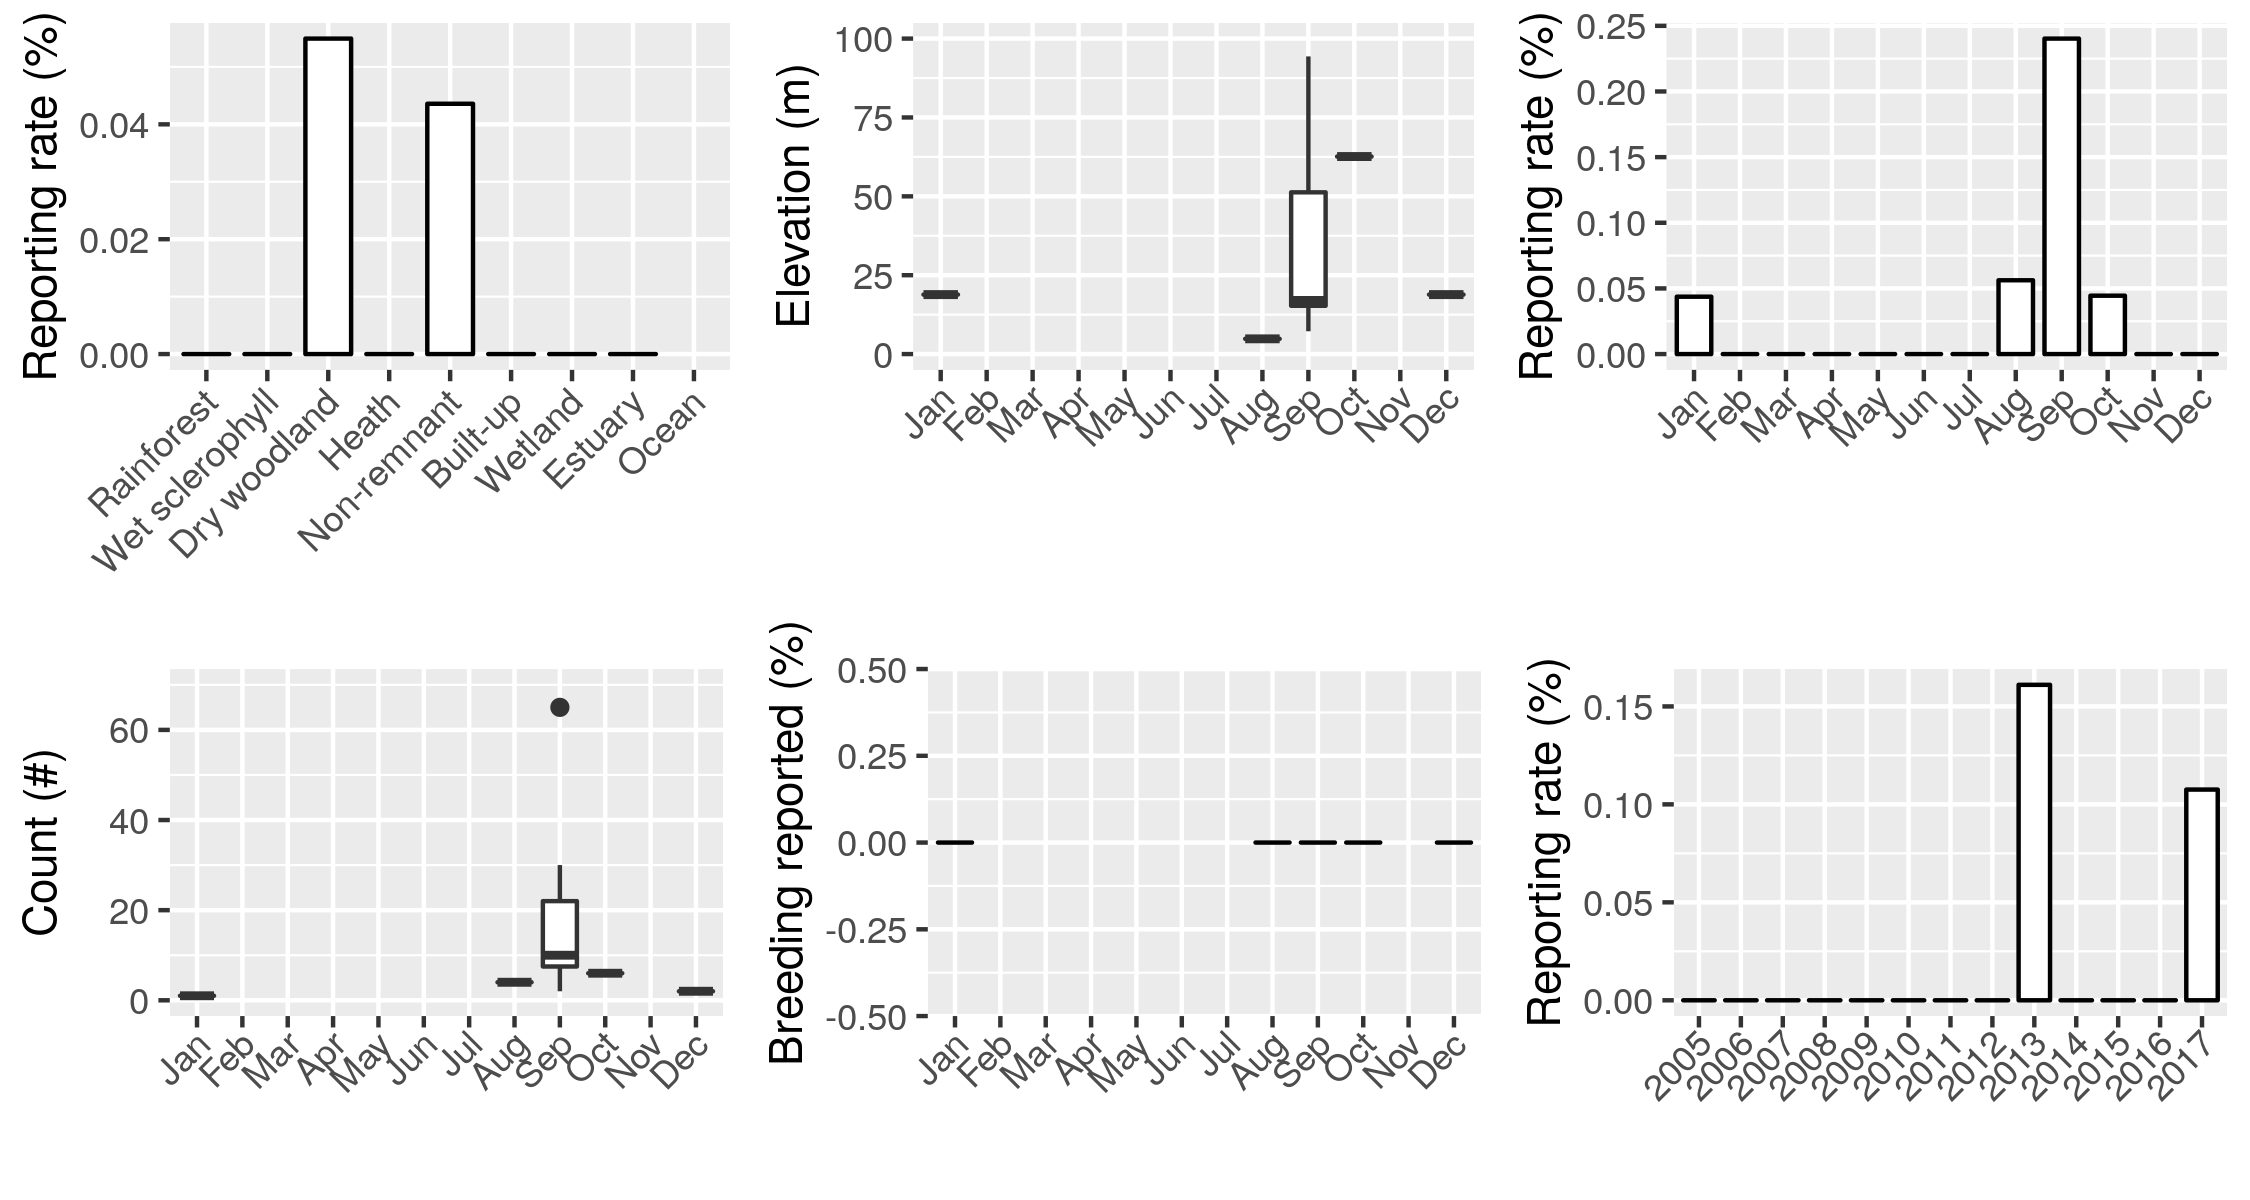 Reporting rate (%)
0.04
0.02
0.00
Rainforest
Wet sclerophyll
Dry woodland
Heath
Non-remnant
Built-up
Wetland
Estuary
Ocean
Elevation (m)
100
75
50
25
0
Jan
Feb
Mar
Apr
May
Jun
Jul
Aug
Sep
Oct
Nov
Dec
Reporting rate (%)
0.25
0.20
0.15
0.10
0.05
0.00
Jan
Feb
Mar
Apr
May
Jun
Jul
Aug
Sep
Oct
Nov
Dec
Count (#)
60
40
20
0
Jan
Feb
Mar
Apr
May
Jun
Jul
Aug
Sep
Oct
Nov
Dec
Breeding reported (%)
0.50
0.25
0.00
-0.25
-0.50
Jan
Feb
Mar
Apr
May
Jun
Jul
Aug
Sep
Oct
Nov
Dec
Reporting rate (%)
0.15
0.10
0.05
0.00
2005
2006
2007
2008
2009
2010
2011
2012
2013
2014
2015
2016
2017